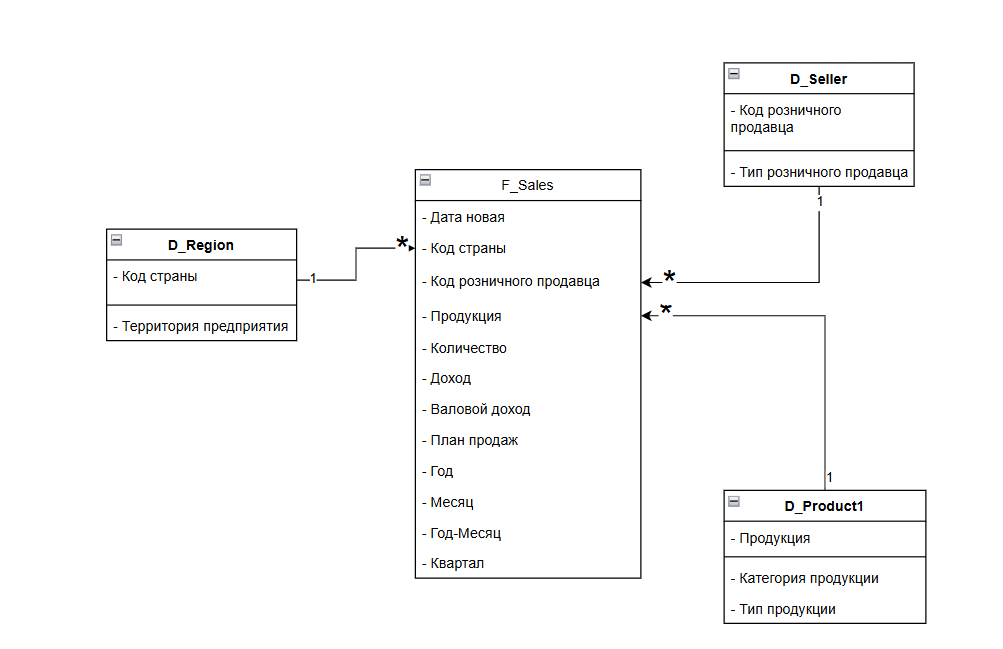 D_Seller
- Код розничного
продавца
- Тип розничного продавца
1
*
F_Sales
- Дата новая
- Код страны
- Код розничного продавца
- Продукция
- Количество
- Доход
- Валовой доход
- План продаж
- Год
- Месяц
- Год-Месяц
- Квартал
D_Region
- Код страны
- Территория предприятия
1
*
*
1
D_Product1
- Продукция
- Категория продукции
- Тип продукции